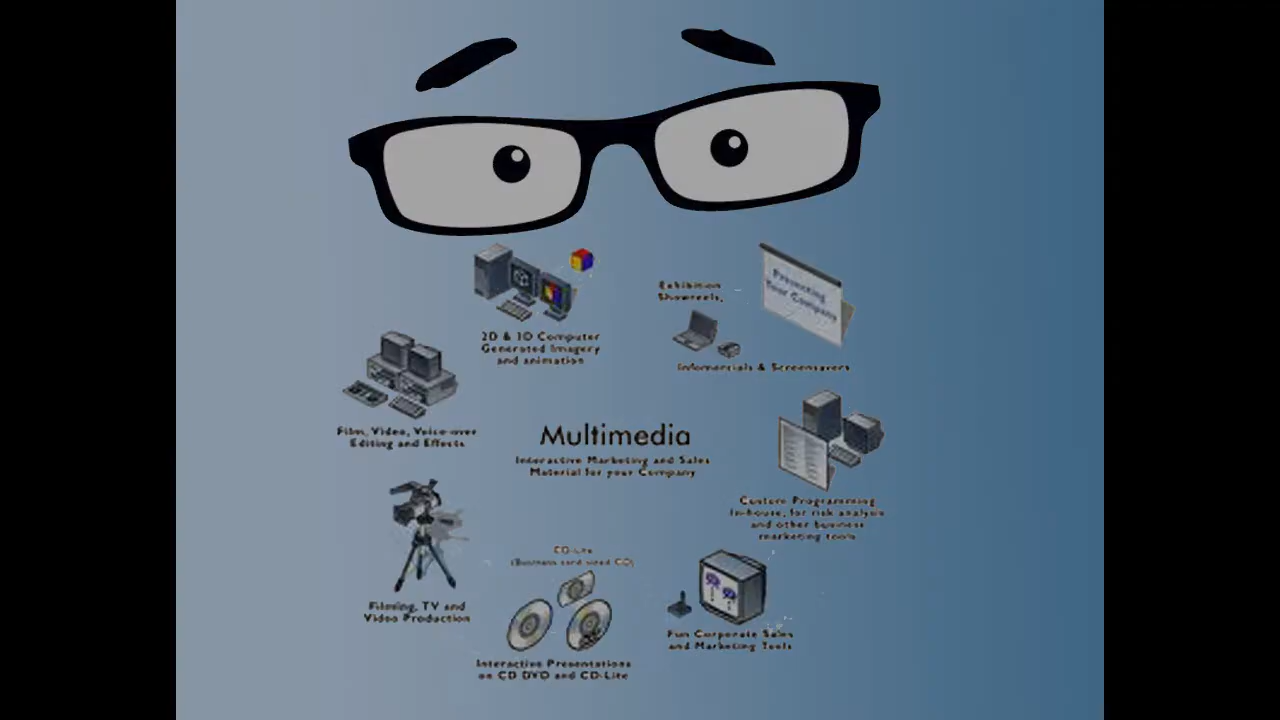 2D & 3D Computer
Generated Imagery
and animation
Exhibition
Showreels,
Presenting
Your Company
Infomercials & Screensavers
Film, Video, Voice-over
Editing and Effects
Multimedia
Interactive Marketing and Sales
Material for your Company
Custom Programming
In-house, for risk analysis
and other business
marketing tools
Filming, TV and
Video Production
CD-Lite
(Business card sized CD)
Interactive Presentations
on CD DVD and CD-Lite
Fun Corporate Sales
and Marketing Tools